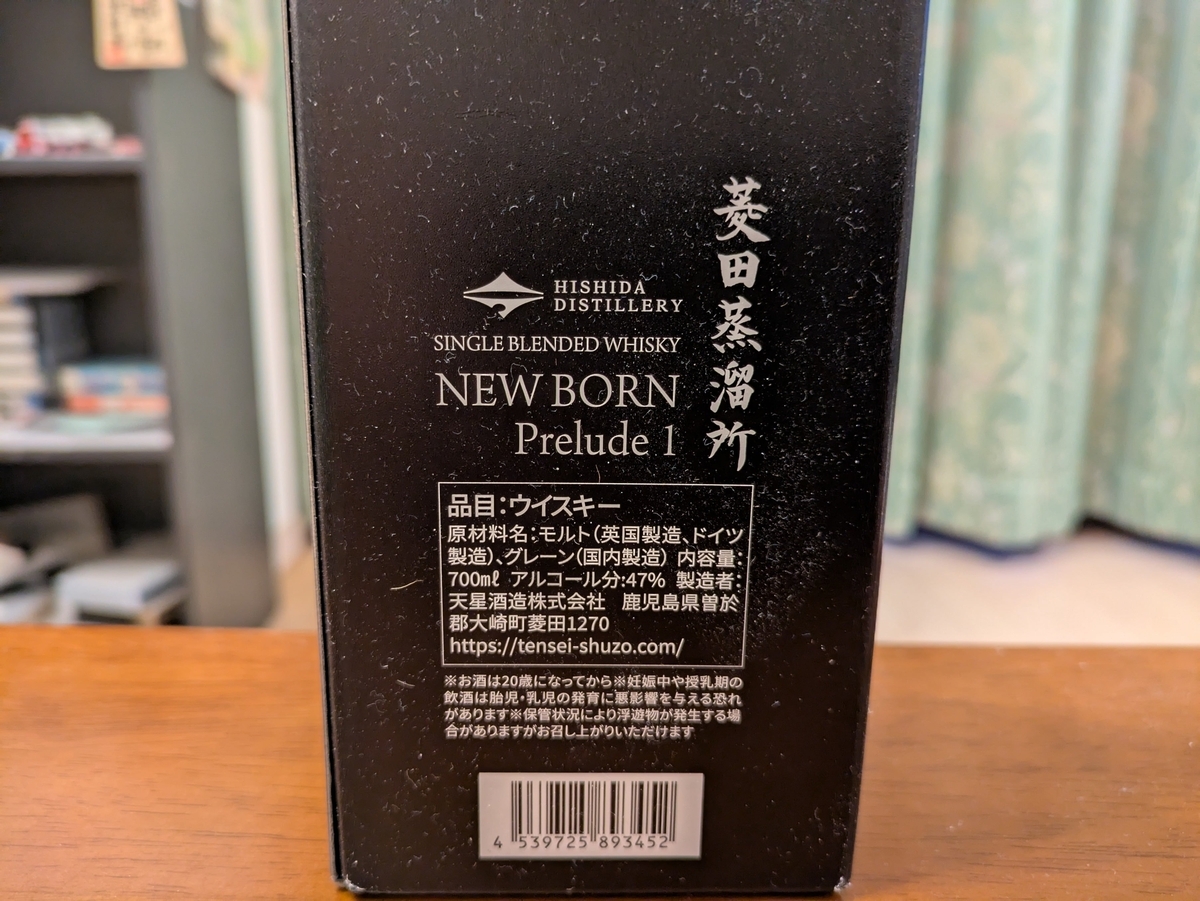 菱田蒸溜所
HISHIDA
DISTILLERY
SINGLE BLENDED WHISKY
NEW BORN
Prelude 1
品目:ウイスキー
原材料名:モルト(英国製造、ドイツ
製造)、グレーン(国内製造) 内容量:
700㎖ アルコール分:47% 製造者:
天星酒造株式会社 鹿児島県曽於
郡大崎町菱田1270
https://tensei-shuzo.com/
※お酒は20歳になってから※妊娠中や授乳期の
飲酒は胎児・乳児の発育に悪影響を与える恐れ
があります※保管状況により浮遊物が発生する場
合がありますがお召し上がりいただけます
4 539725 893452